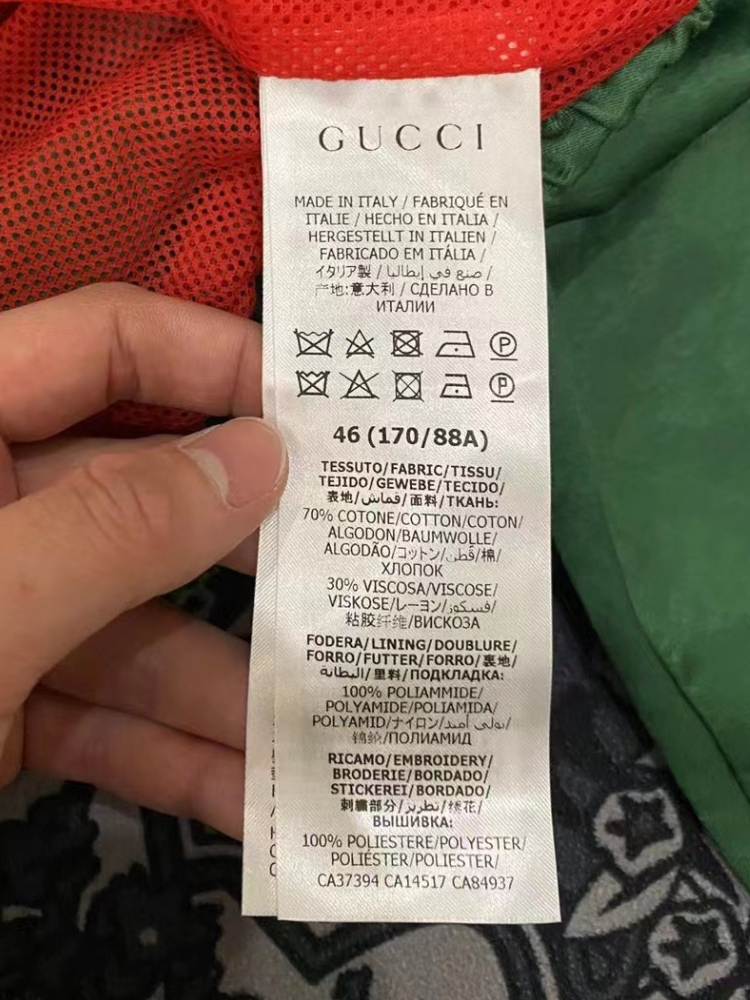 GUCCI
MADE IN ITALY / FABRIQUÉ EN
ITALIE / HECHO EN ITALIA /
HERGESTELLT IN ITALIEN /
FABRICADO EM ITÁLIA /
イタリア製 / صنع في إيطاليا /
产地:意大利 / СДЕЛАНО В
ИТАЛИИ
P
P
46 (170/88A)
TESSUTO/FABRIC/TISSU/
TEJIDO/GEWEBE/TECIDO/
表地/قماش/面料/ТКАНЬ:
70% COTONE/COTTON/COTON/
ALGODON/BAUMWOLLE/
ALGODÃO/コットン/قطن/棉/
ХЛОПОК
30% VISCOSA/VISCOSE/
VISKOSE/レーヨン/فسكوز/
粘胶纤维/ВИСКОЗА
FODERA/LINING/DOUBLURE/
FORRO/FUTTER/FORRO/裏地/
البطانة/里料/ПОДКЛАДКА:
100% POLIAMMIDE/
POLYAMIDE/POLIAMIDA/
POLYAMID/ナイロン/بولي أميد/
锦纶/ПОЛИАМИД
RICAMO/EMBROIDERY/
BRODERIE/BORDADO/
STICKEREI/BORDADO/
刺繍部分/تطريز/绣花/
ВЫШИВКА:
100% POLIESTERE/POLYESTER/
POLIÉSTER/POLIESTER/
CA37394 CA14517 CA84937